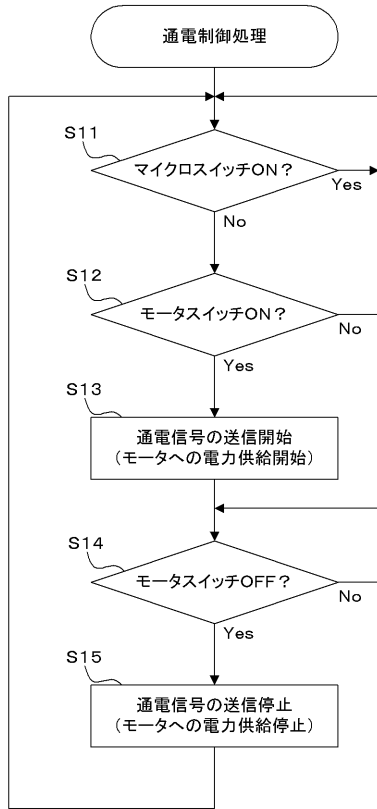 通電制御処理
S11
マイクロスイッチON？
Yes
No
S12
モータスイッチON？
No
Yes
S13
通電信号の送信開始
（モータへの電力供給開始）
S14
モータスイッチOFF？
No
Yes
S15
通電信号の送信停止
（モータへの電力供給停止）